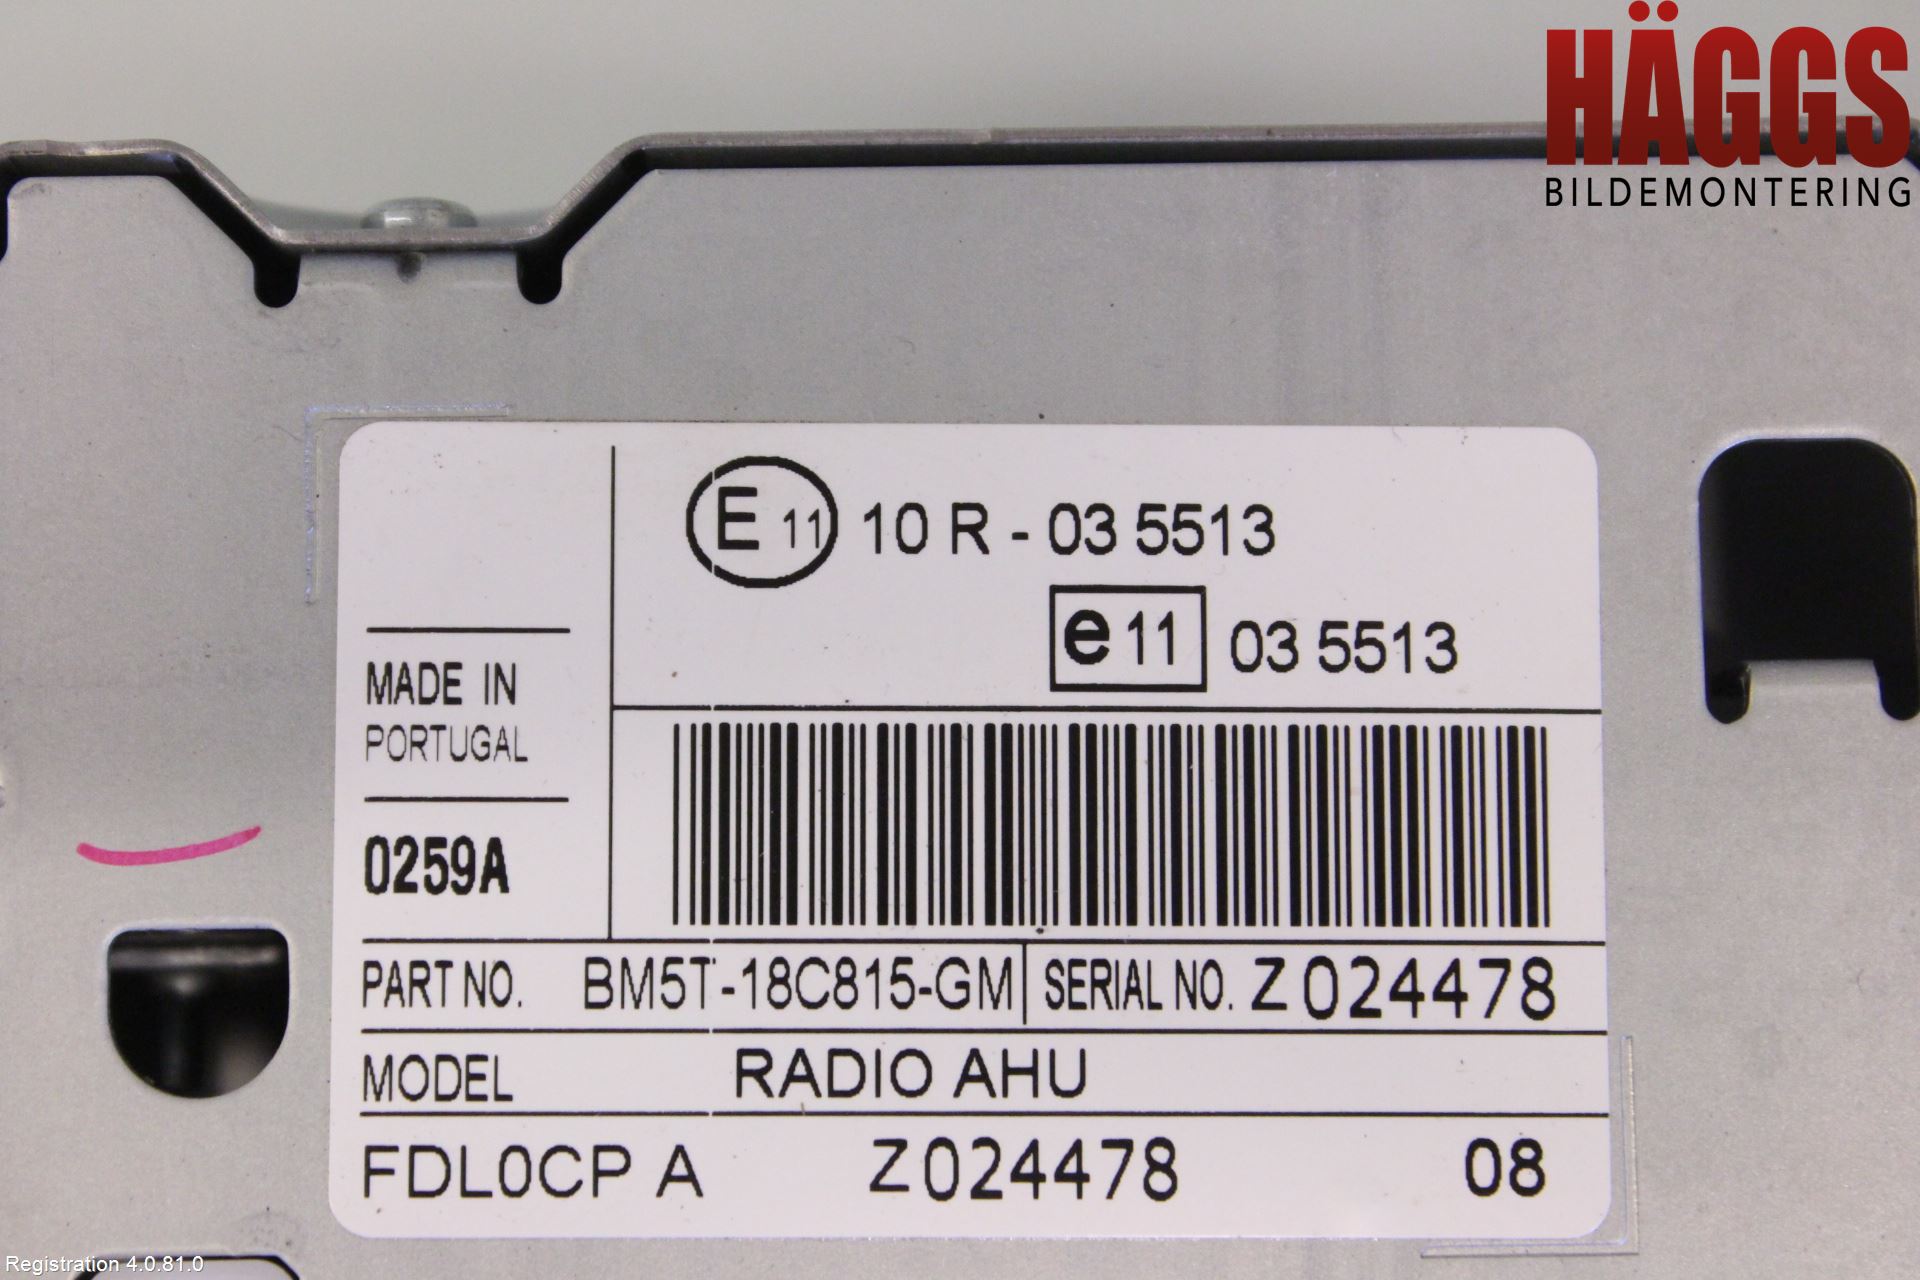 HÄGGS
BILDEMONTERING
E 11 10 R - 03 5513
e 11 03 5513
MADE IN
PORTUGAL
0259A
PART NO. BM5T-18C815-GM SERIAL NO. Z024478
MODEL RADIO AHU
FDL0CP A Z024478 08
Registration 4.0.81.0